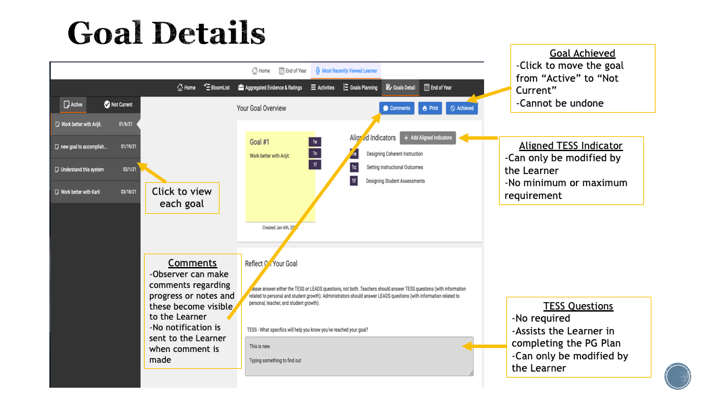 Goal Details
Home
End of Year
Most Recently Viewed Learner
Home
BloomList
Aggregated Evidence & Ratings
Activities
Goals Planning
Goals Detail
End of Year
Active
Not Current
Your Goal Overview
Comments
Print
Achieved
Work better with Arijit 01/6/21
new goal to accomplish... 01/19/21
Understand this system 02/1/21
Work better with Karli 03/18/21
Goal #1
Work better with Arijit
1e
1c
1f
Created Jan 6th,
Aligned Indicators
+ Add Aligned Indicators
Designing Coherent Instruction
1c Setting Instructional Outcomes
1f Designing Student Assessments
Reflect On Your Goal
Please answer either the TESS or LEADS questions, not both. Teachers should answer TESS questions (with information
related to personal and student growth). Administrators should answer LEADS questions (with information related to
personal, teacher, and student growth).
TESS - What specifics will help you know you've reached your goal?
This is new.
Typing something to find out
Click to view
each goal
Comments
-Observer can make
comments regarding
progress or notes and
these become visible
to the Learner
-No notification is
sent to the Learner
when comment is
made
Goal Achieved
-Click to move the goal
from “Active” to “Not
Current”
-Cannot be undone
Aligned TESS Indicator
-Can only be modified by
the Learner
-No minimum or maximum
requirement
TESS Questions
-No required
-Assists the Learner in
completing the PG Plan
-Can only be modified by
the Learner